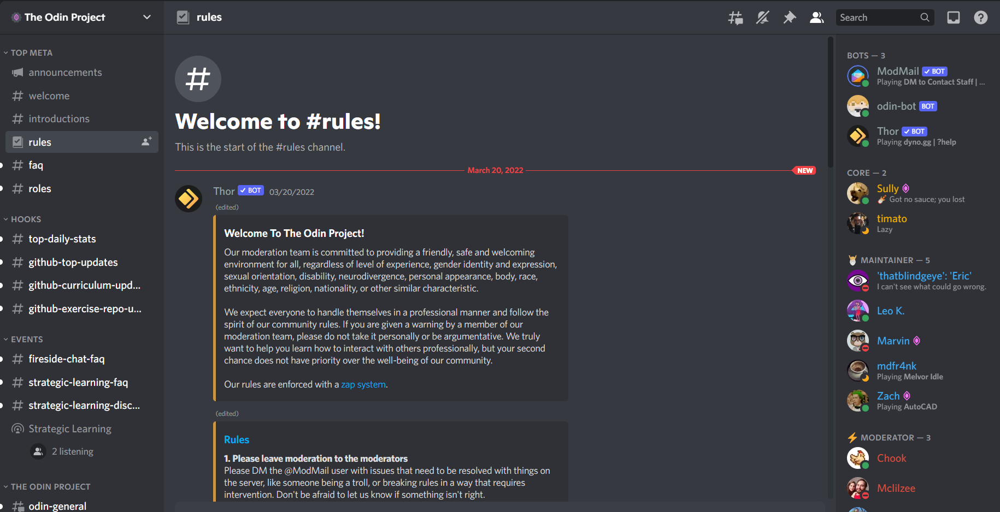 The Odin Project
TOP META
announcements
welcome
introductions
rules
faq
roles
HOOKS
top-daily-stats
github-top-updates
github-curriculum-upd...
github-exercise-repo-u...
EVENTS
fireside-chat-faq
strategic-learning-faq
strategic-learning-disc...
Strategic Learning
2 listening
THE ODIN PROJECT
odin-general
rules
Search
Welcome to #rules!
This is the start of the #rules channel.
March 20, 2022
NEW
Thor BOT 03/20/2022
(edited)
Welcome To The Odin Project!
Our moderation team is committed to providing a friendly, safe and welcoming
environment for all, regardless of level of experience, gender identity and expression,
sexual orientation, disability, neurodivergence, personal appearance, body, race,
ethnicity, age, religion, nationality, or other similar characteristic.
We expect everyone to handle themselves in a professional manner and follow the
spirit of our community rules. If you are given a warning by a member of our
moderation team, please do not take it personally or be argumentative. We truly
want to help you learn how to interact with others professionally, but your second
chance does not have priority over the well-being of our community.
Our rules are enforced with a zap system.
(edited)
Rules
1. Please leave moderation to the moderators
Please DM the @ModMail user with issues that need to be resolved with things on
the server, like someone being a troll, or breaking rules in a way that requires
intervention. Don't be afraid to let us know if something isn't right.
BOTS — 3
ModMail BOT
Playing DM to Contact Staff | ...
odin-bot BOT
Thor BOT
Playing dyno.gg | ?help
CORE — 2
Sully
Got no sauce; you lost
timato
Lazy
MAINTAINER — 5
'thatblindgeye': 'Eric'
I can't see what could go wrong.
Leo K.
Marvin
mdfr4nk
Playing Melvor Idle
Zach
Playing AutoCAD
MODERATOR — 3
Chook
Mclilzee